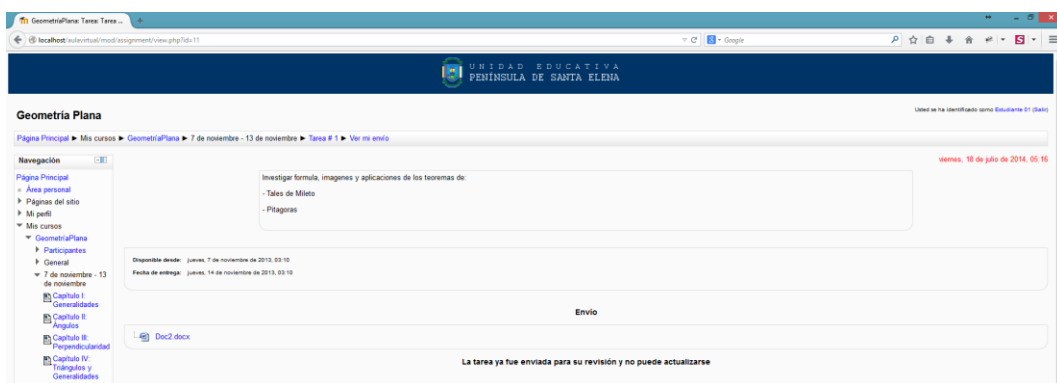 GeometríaPlana: Tarea: Tarea ...
localhost/aulavirtual/mod/assignment/view.php?id=11
Google
UNIDAD EDUCATIVA
PENÍNSULA DE SANTA ELENA
Geometría Plana
Usted se ha identificado como Estudiante 01 (Salir)
Página Principal ► Mis cursos ► GeometríaPlana ► 7 de noviembre - 13 de noviembre ► Tarea # 1 ► Ver mi envío
Navegación
viernes, 18 de julio de 2014, 05:16
Página Principal
Área personal
Páginas del sitio
Mi perfil
Mis cursos
GeometríaPlana
Participantes
General
7 de noviembre - 13
de noviembre
Capítulo I:
Generalidades
Capítulo II:
Ángulos
Capítulo III:
Perpendicularidad
Capítulo IV:
Triángulos y
Generalidades
Investigar formula, imagenes y aplicaciones de los teoremas de:
- Tales de Mileto
- Pitagoras
Disponible desde: jueves, 7 de noviembre de 2013, 03:10
Fecha de entrega: jueves, 14 de noviembre de 2013, 03:10
Envío
Doc2.docx
La tarea ya fue enviada para su revisión y no puede actualizarse